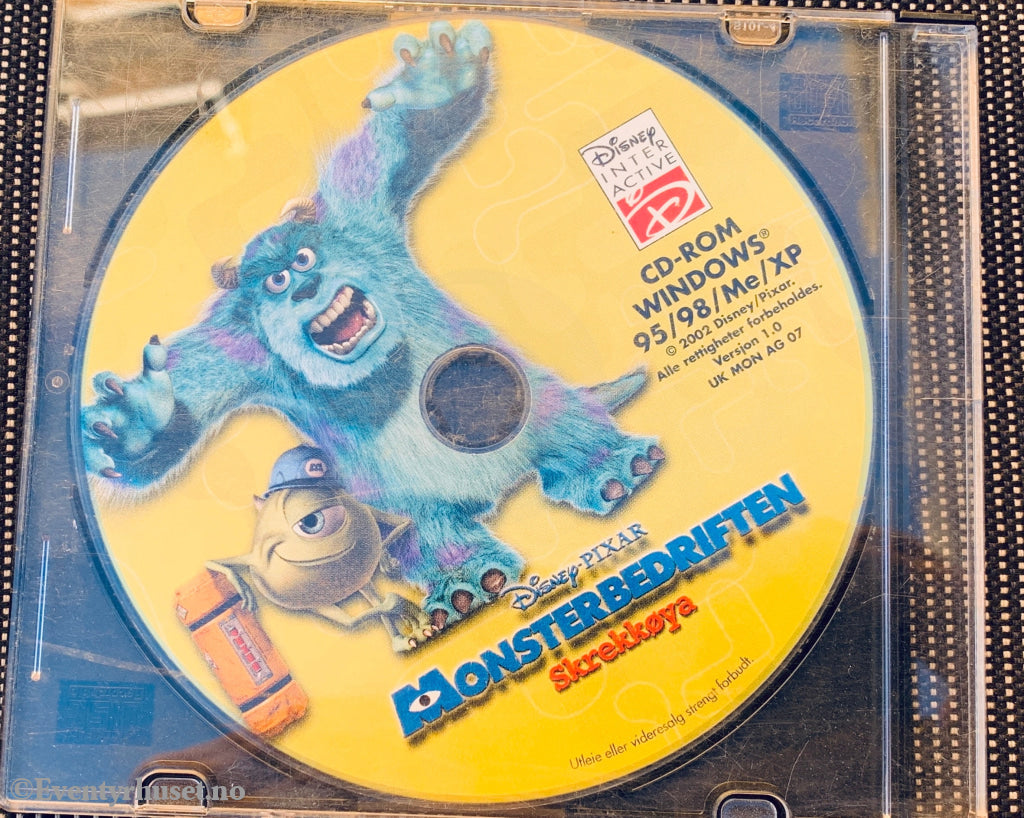 Disney
INTER
ACTIVE
CD-ROM
WINDOWS®
95/98/Me/XP
© 2002 Disney/Pixar.
Alle rettigheter forbeholdes.
Versjon 1.0
UK MON AG 07
Disney·PIXAR
MONSTERBEDRIFTEN
Skrekkøya
Utleie eller videresalg strengt forbudt.
©Eventyrhuset.no